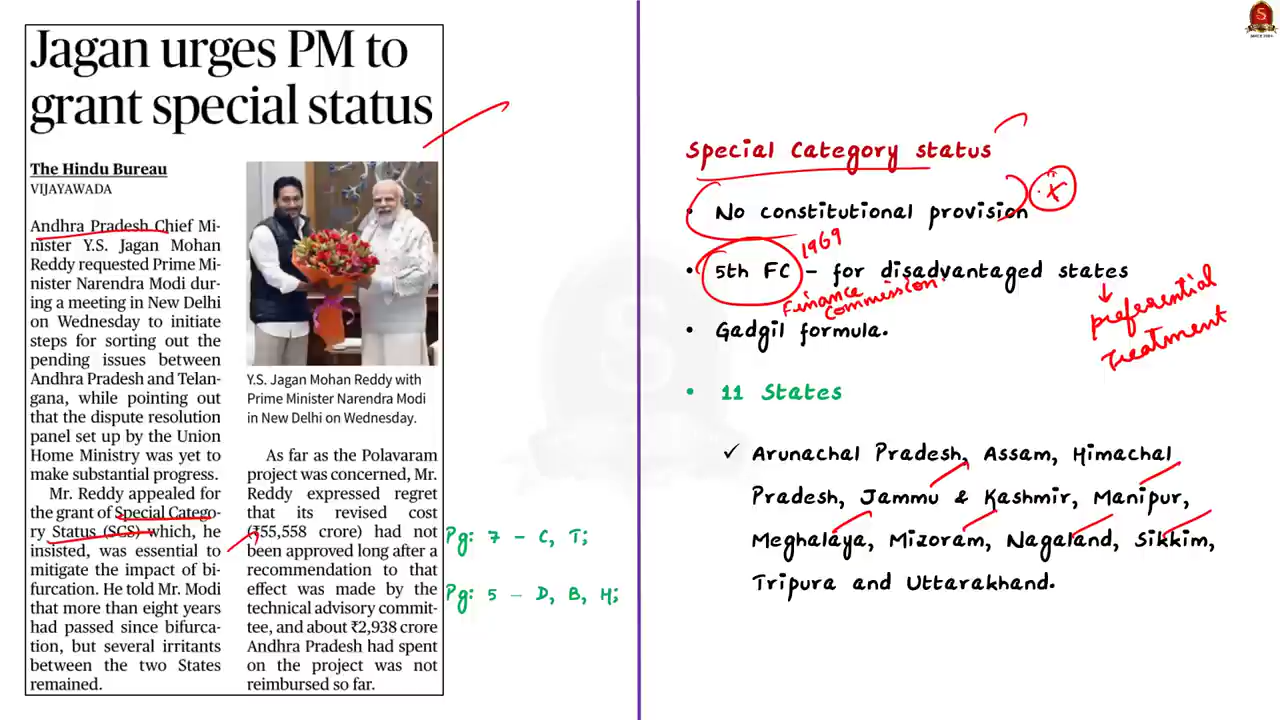 Jagan urges PM to
grant special status
The Hindu Bureau
VIJAYAWADA
Andhra Pradesh Chief Mi-
nister Y.S. Jagan Mohan
Reddy requested Prime Mi-
nister Narendra Modi dur-
ing a meeting in New Delhi
on Wednesday to initiate
steps for sorting out the
pending issues between
Andhra Pradesh and Telan-
gana, while pointing out
that the dispute resolution
panel set up by the Union
Home Ministry was yet to
make substantial progress.
Mr. Reddy appealed for
the grant of Special Catego-
ry Status (SCS) which, he
insisted, was essential to
mitigate the impact of bi-
furcation. He told Mr. Modi
that more than eight years
had passed since bifurca-
tion, but several irritants
between the two States
remained.
Y.S. Jagan Mohan Reddy with
Prime Minister Narendra Modi
in New Delhi on Wednesday.
As far as the Polavaram
project was concerned, Mr.
Reddy expressed regret
that its revised cost
(₹55,558 crore) had not
been approved long after a
recommendation to that
effect was made by the
technical advisory commit-
tee, and about ₹2,938 crore
Andhra Pradesh had spent
on the project was not
reimbursed so far.
Pg: 7 - C, T;
Pg: 5 - D, B, H;
Special Category status
• No constitutional provision
1969
• 5th FC - for disadvantaged states
Finance
Commission
preferential
treatment
• Gadgil formula.
• 11 States
✓ Arunachal Pradesh, Assam, Himachal
Pradesh, Jammu & Kashmir, Manipur,
Meghalaya, Mizoram, Nagaland, Sikkim,
Tripura and Uttarakhand.